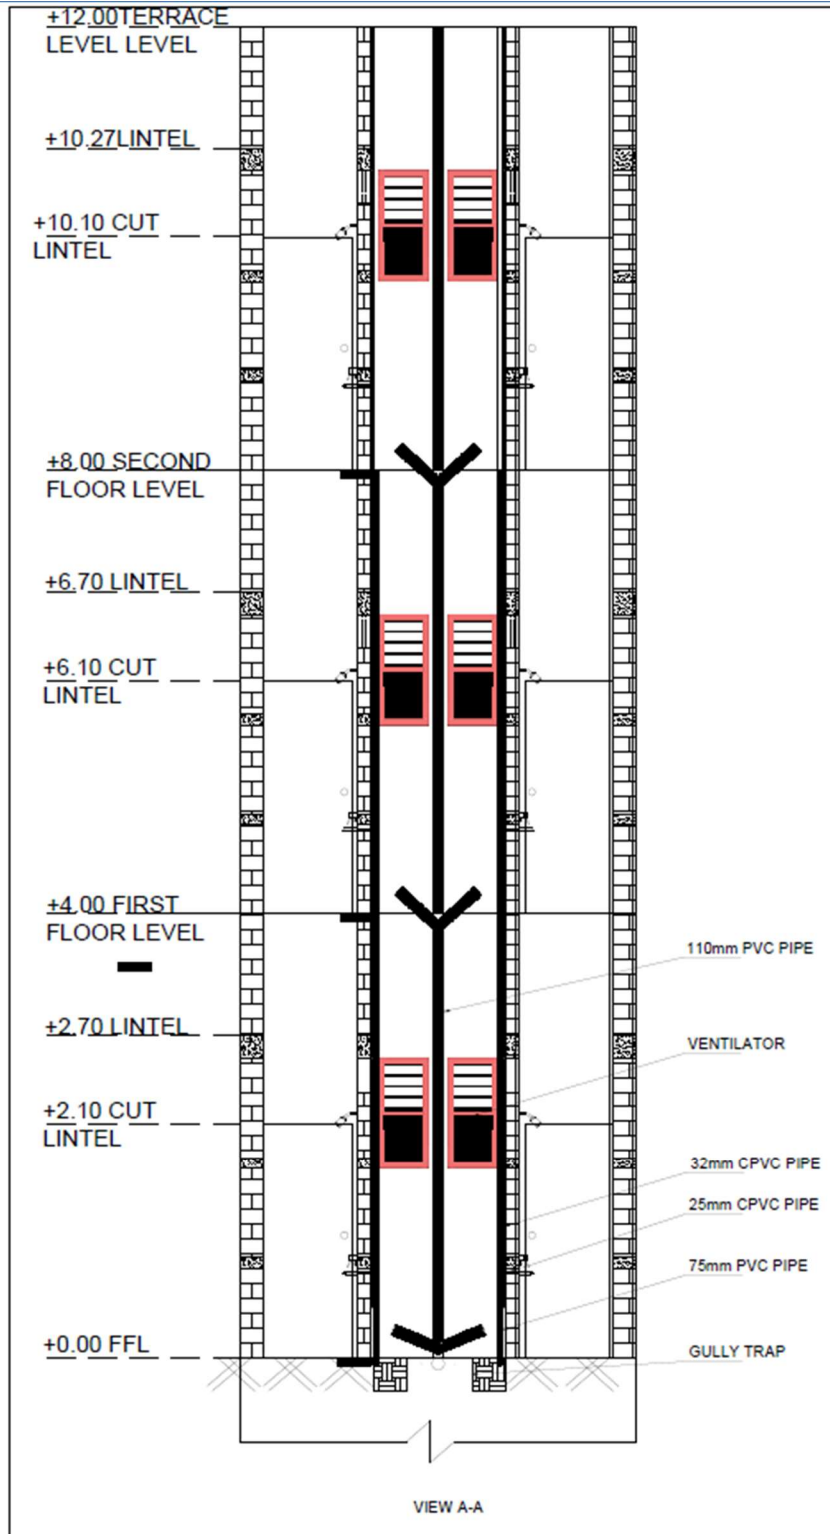 +12.00TERRACE
LEVEL LEVEL
+10.27LINTEL
+10.10 CUT
LINTEL
+8.00 SECOND
FLOOR LEVEL
+6.70 LINTEL
+6.10 CUT
LINTEL
+4.00 FIRST
FLOOR LEVEL
110mm PVC PIPE
+2.70 LINTEL
VENTILATOR
+2.10 CUT
LINTEL
32mm CPVC PIPE
25mm CPVC PIPE
75mm PVC PIPE
+0.00 FFL
GULLY TRAP
VIEW A-A